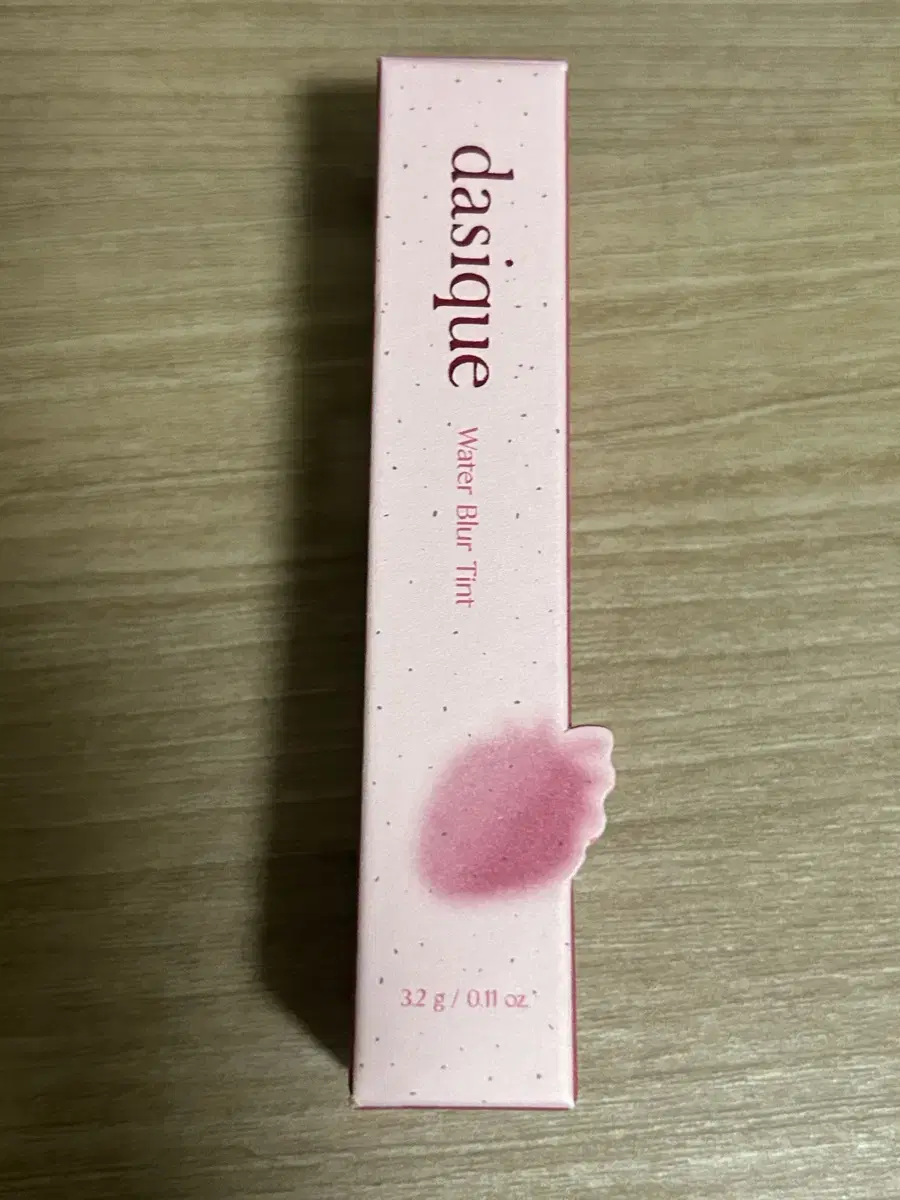 dasique
Water Blur Tint
3.2 g / 0.11 oz.